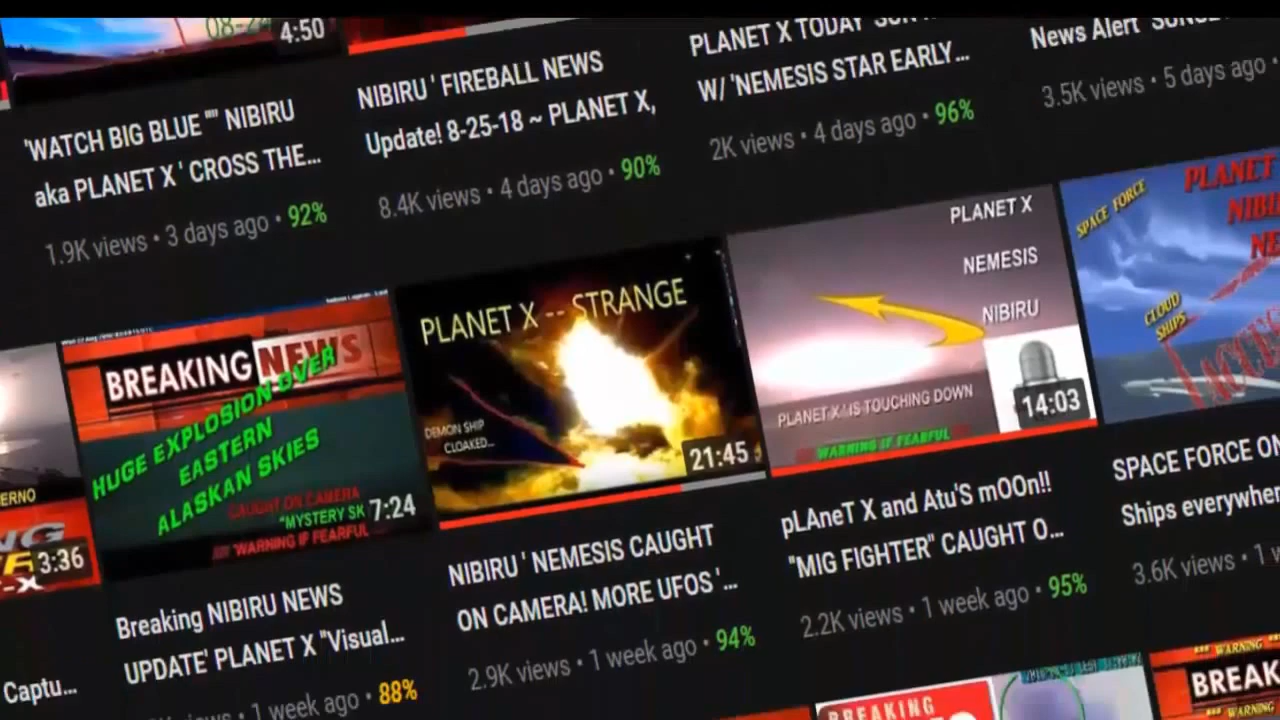 4:50
'WATCH BIG BLUE "" NIBIRU
aka PLANET X ' CROSS THE...
1.9K views • 3 days ago • 92%
NIBIRU ' FIREBALL NEWS
Update! 8-25-18 ~ PLANET X,
8.4K views • 4 days ago • 90%
PLANET X TODAY
W/ 'NEMESIS STAR EARLY...
2K views • 4 days ago • 96%
News Alert
3.5K views • 5 days ago •
3:36
Captu...
BREAKING NEWS
HUGE EXPLOSION OVER
EASTERN
ALASKAN SKIES
CAUGHT ON CAMERA
"MYSTERY SK
"WARNING IF FEARFUL
7:24
Breaking NIBIRU NEWS
UPDATE' PLANET X "Visual...
views • 1 week ago • 88%
PLANET X -- STRANGE
DEMON SHIP
CLOAKED...
21:45
NIBIRU ' NEMESIS CAUGHT
ON CAMERA! MORE UFOS '...
2.9K views • 1 week ago • 94%
PLANET X
NEMESIS
NIBIRU
PLANET X ' IS TOUCHING DOWN
WARNING IF FEARFUL
14:03
pLAneT X and Atu'S mOOn!!
"MIG FIGHTER" CAUGHT O...
2.2K views • 1 week ago • 95%
SPACE FORCE
PLANET
CLOUD
SHIPS
SPACE FORCE ON
Ships everywher
3.6K views • 1
BREAKING
WARNING
BREAK
WARNING